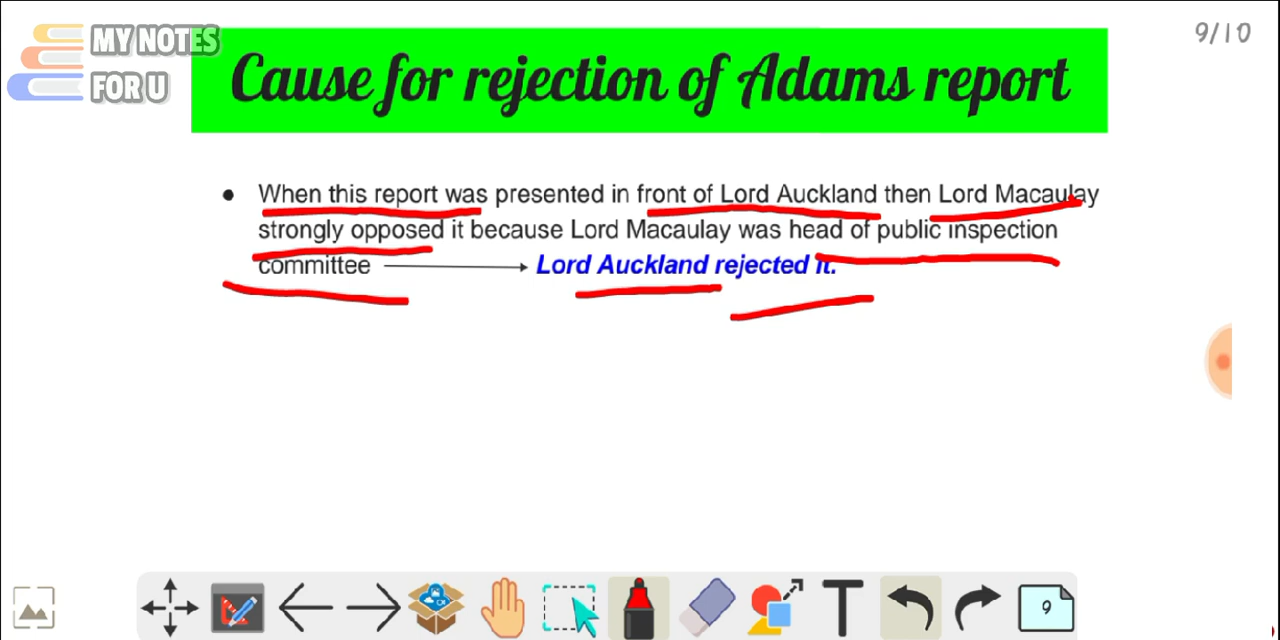 MY NOTES
FOR U
9/10
Cause for rejection of Adams report
When this report was presented in front of Lord Auckland then Lord Macaulay
strongly opposed it because Lord Macaulay was head of public inspection
committee Lord Auckland rejected it.
T
9